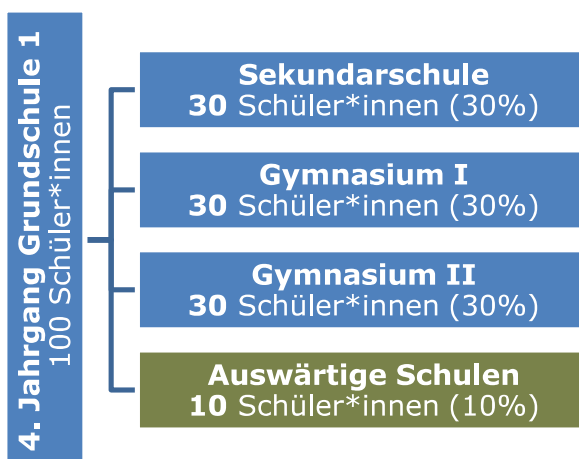 4. Jahrgang Grundschule 1
100 Schüler*innen
Sekundarschule
30 Schüler*innen (30%)
Gymnasium I
30 Schüler*innen (30%)
Gymnasium II
30 Schüler*innen (30%)
Auswärtige Schulen
10 Schüler*innen (10%)